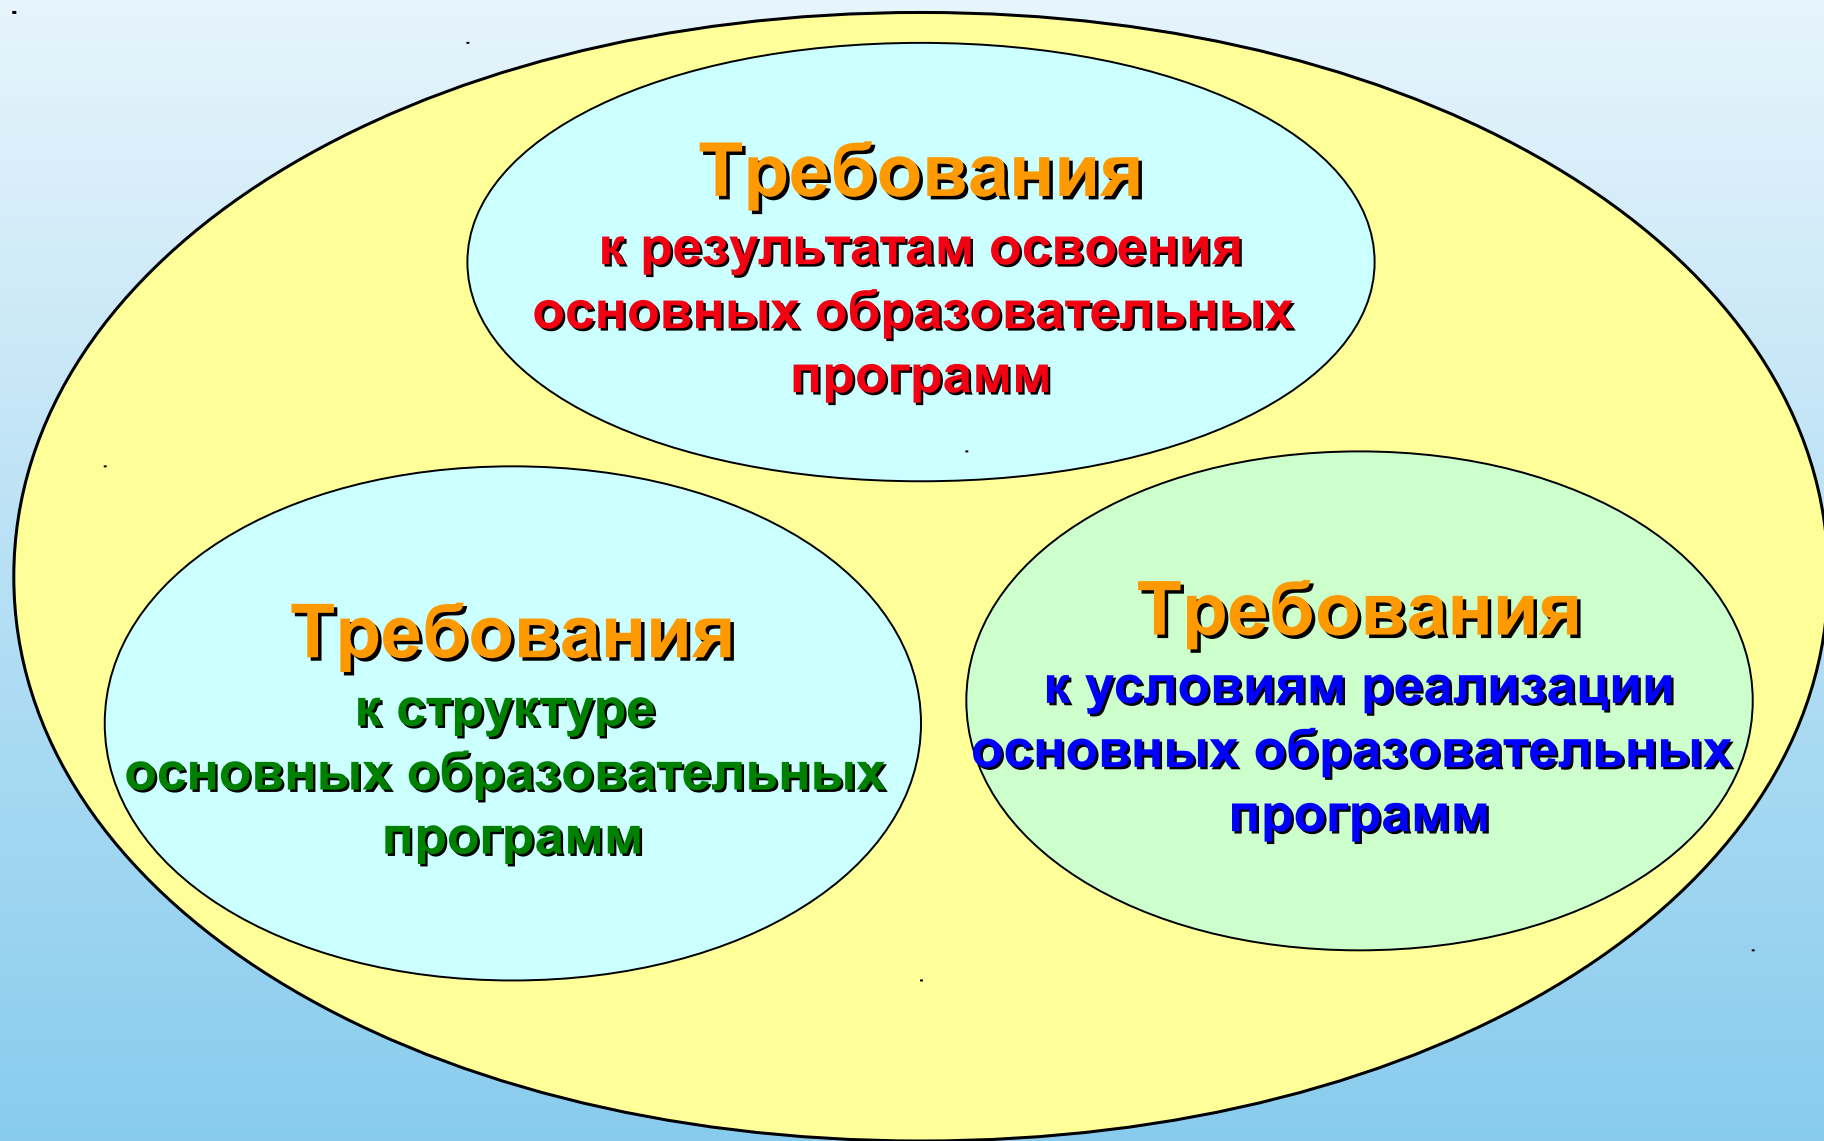 Требования
к результатам освоения
основных образовательных
программ
Требования
к структуре
основных образовательных
программ
Требования
к условиям реализации
основных образовательных
программ